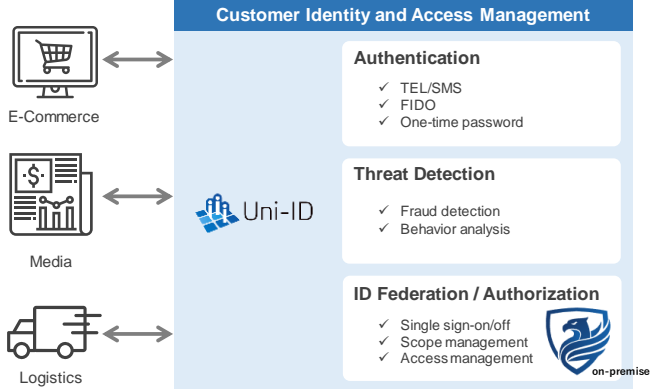 Customer Identity and Access Management
E-Commerce
Media
Logistics
Uni-ID
Authentication
✓ TEL/SMS
✓ FIDO
✓ One-time password
Threat Detection
✓ Fraud detection
✓ Behavior analysis
ID Federation / Authorization
✓ Single sign-on/off
✓ Scope management
✓ Access management
on-premise
$